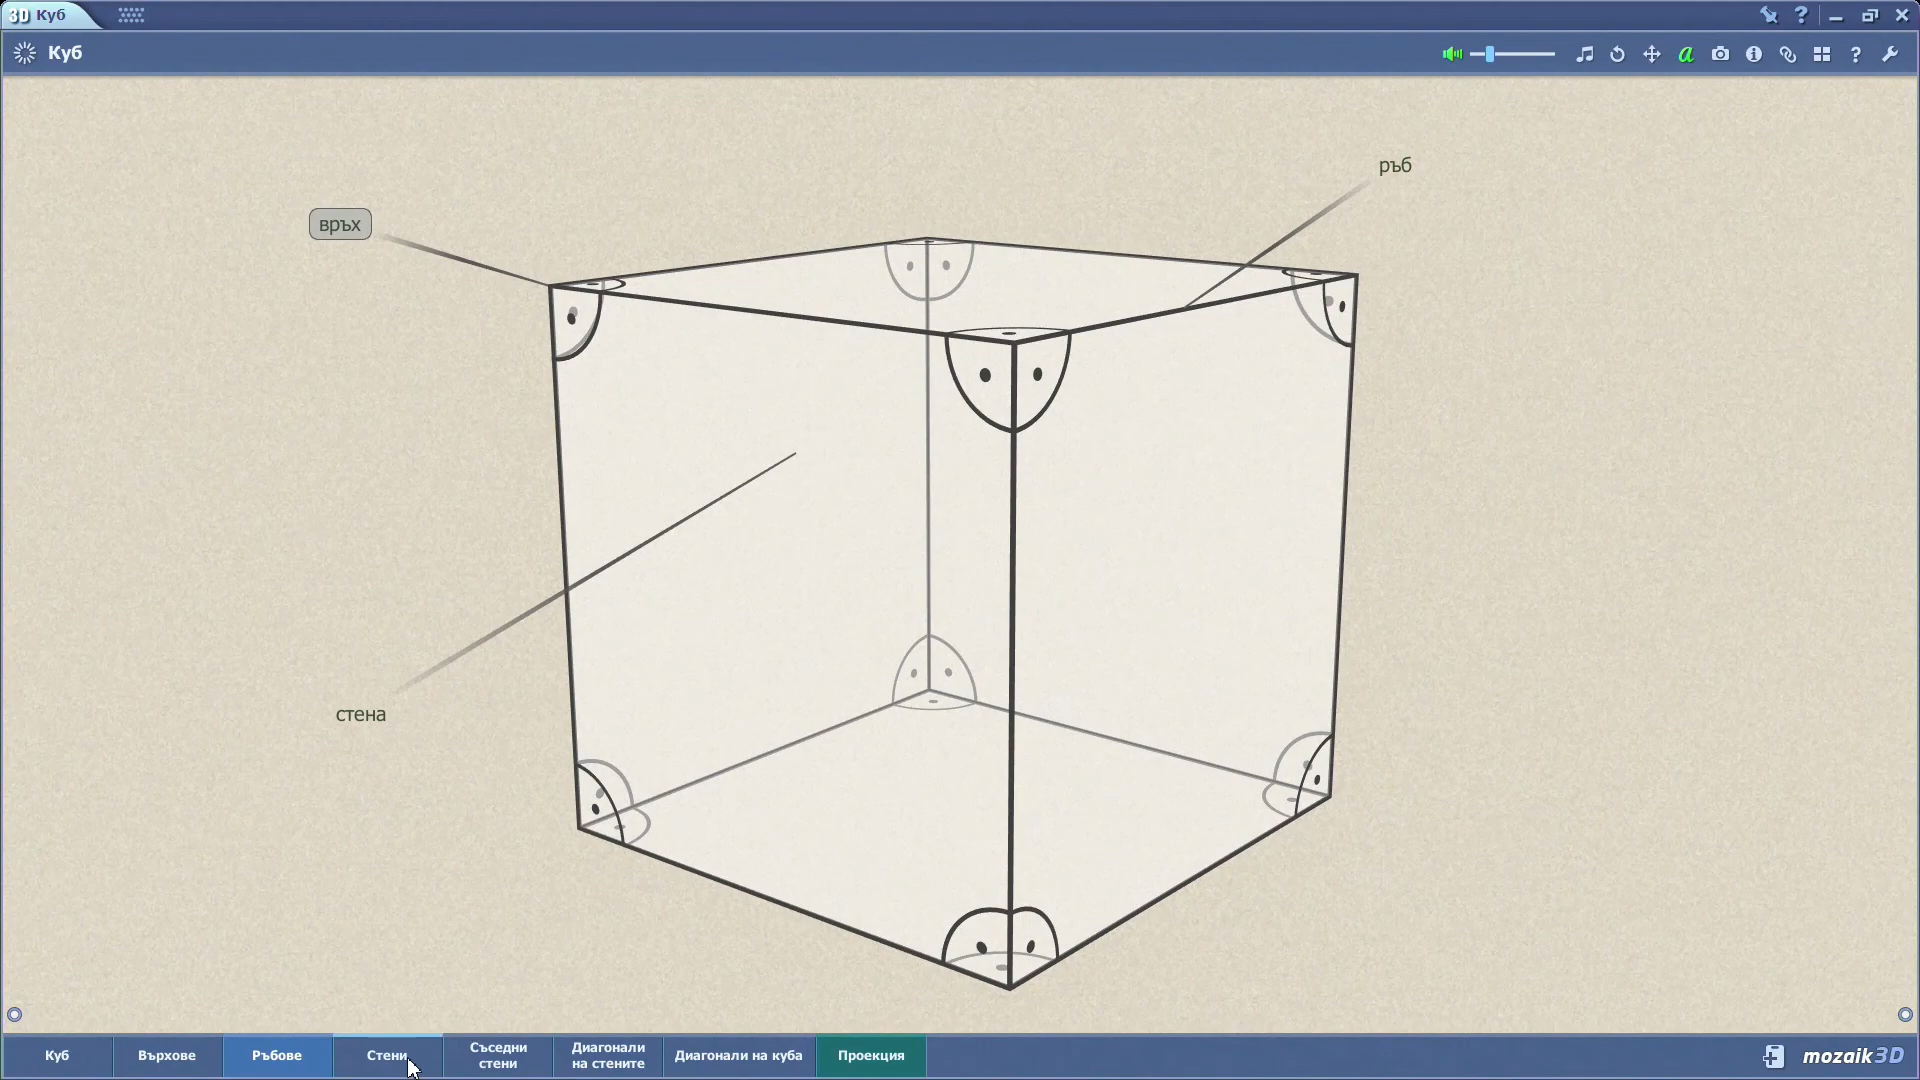 3D Куб
Куб
ръб
връх
стена
Куб
Върхове
Ръбове
Стени
Съседни
стени
Диагонали
на стените
Диагонали на куба
Проекция
mozaik3D